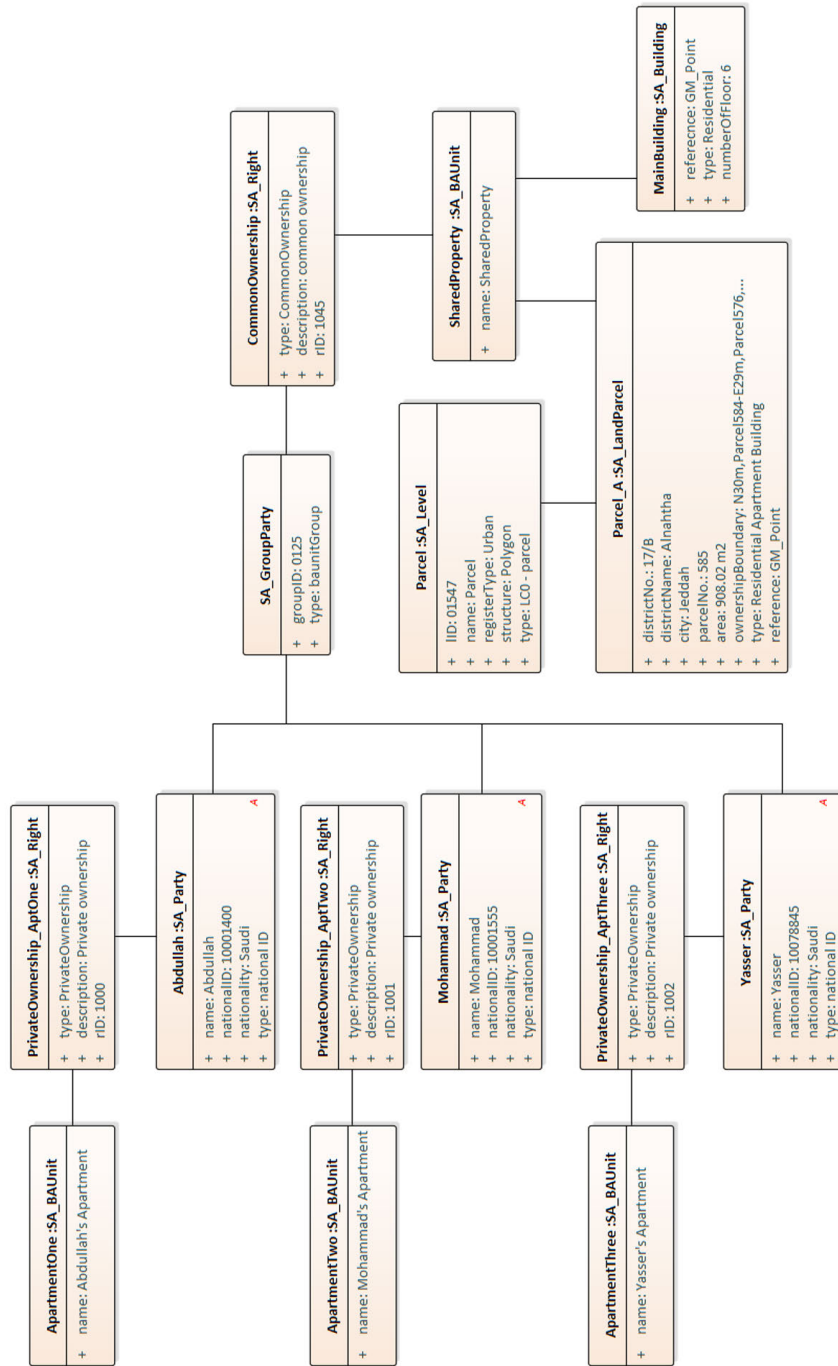 ApartmentOne :SA_BAUnit
+ name: Abdullah's Apartment
PrivateOwnership_AptOne :SA_Right
+ type: PrivateOwnership
+ description: Private ownership
+ rID: 1000
Abdullah :SA_Party
+ name: Abdullah
+ nationalID: 10001400
+ nationality: Saudi
+ type: national ID
A
ApartmentTwo :SA_BAUnit
+ name: Mohammad's Apartment
PrivateOwnership_AptTwo :SA_Right
+ type: PrivateOwnership
+ description: Private ownership
+ rID: 1001
Mohammad :SA_Party
+ name: Mohammad
+ nationalID: 10001555
+ nationality: Saudi
+ type: national ID
A
ApartmentThree :SA_BAUnit
+ name: Yasser's Apartment
PrivateOwnership_AptThree :SA_Right
+ type: PrivateOwnership
+ description: Private ownership
+ rID: 1002
Yasser :SA_Party
+ name: Yasser
+ nationalID: 10078845
+ nationality: Saudi
+ type: national ID
A
SA_GroupParty
+ groupID: 0125
+ type: baunitGroup
CommonOwnership :SA_Right
+ type: CommonOwnership
+ description: common ownership
+ rID: 1045
Parcel :SA_Level
+ lID: 01547
+ name: Parcel
+ registerType: Urban
+ structure: Polygon
+ type: LC0 - parcel
SharedProperty :SA_BAUnit
+ name: SharedProperty
Parcel_A :SA_LandParcel
+ districtNo.: 17/B
+ districtName: Alnahtha
+ city: Jeddah
+ parcelNo.: 585
+ area: 908.02 m2
+ ownershipBoundary: N30m,Parcel584-E29m,Parcel576,...
+ type: Residential Apartment Building
+ reference: GM_Point
MainBuilding :SA_Building
+ referecnce: GM_Point
+ type: Residential
+ numberOfFloor: 6